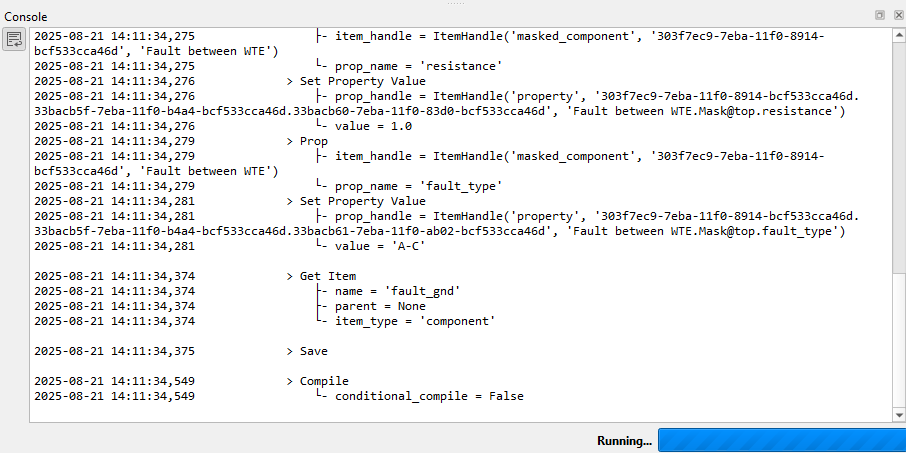 Console
2025-08-21 14:11:34,275 ├- item_handle = ItemHandle('masked_component', '303f7ec9-7eba-11f0-8914-
bcf533cca46d', 'Fault between WTE')
2025-08-21 14:11:34,275 └- prop_name = 'resistance'
2025-08-21 14:11:34,276 > Set Property Value
2025-08-21 14:11:34,276 ├- prop_handle = ItemHandle('property', '303f7ec9-7eba-11f0-8914-bcf533cca46d.
33bacb5f-7eba-11f0-b4a4-bcf533cca46d.33bacb60-7eba-11f0-83d0-bcf533cca46d', 'Fault between WTE.Mask@top.resistance')
2025-08-21 14:11:34,276 └- value = 1.0
2025-08-21 14:11:34,279 > Prop
2025-08-21 14:11:34,279 ├- item_handle = ItemHandle('masked_component', '303f7ec9-7eba-11f0-8914-
bcf533cca46d', 'Fault between WTE')
2025-08-21 14:11:34,279 └- prop_name = 'fault_type'
2025-08-21 14:11:34,281 > Set Property Value
2025-08-21 14:11:34,281 ├- prop_handle = ItemHandle('property', '303f7ec9-7eba-11f0-8914-bcf533cca46d.
33bacb5f-7eba-11f0-b4a4-bcf533cca46d.33bacb61-7eba-11f0-ab02-bcf533cca46d', 'Fault between WTE.Mask@top.fault_type')
2025-08-21 14:11:34,281 └- value = 'A-C'
2025-08-21 14:11:34,374 > Get Item
2025-08-21 14:11:34,374 ├- name = 'fault_gnd'
2025-08-21 14:11:34,374 ├- parent = None
2025-08-21 14:11:34,374 └- item_type = 'component'
2025-08-21 14:11:34,375 > Save
2025-08-21 14:11:34,549 > Compile
2025-08-21 14:11:34,549 └- conditional_compile = False
Running...